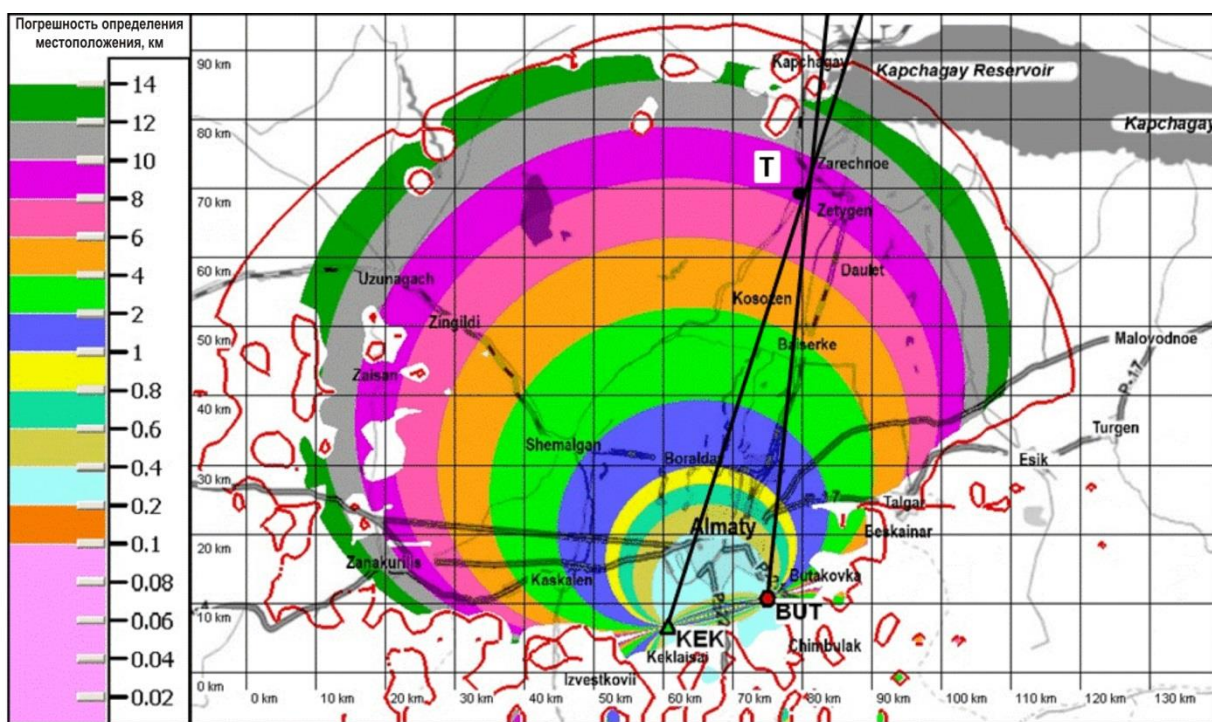 Погрешность определения
местоположения, км
14
12
10
8
6
4
2
1
0.8
0.6
0.4
0.2
0.1
0.08
0.06
0.04
0.02
90 km
80 km
70 km
60 km
50 km
40 km
30 km
20 km
10 km
0 km
Kapchagay
Kapchagay Reservoir
Kapchagay
T
Zarechnoe
Zetygen
Daulet
Uzunagach
Kosozen
Zingildi
Baiserke
Malovodnoe
P-17
Zaisan
Turgen
Shemalgan
Boraldai
Esik
P-17
Talgar
Almaty
Beskainar
Zanakurilis
Kaskalen
Butakovka
BUT
KEK
Chimbulak
Keklaisai
Izvestkovii
0 km
10 km
20 km
30 km
40 km
50 km
60 km
70 km
80 km
90 km
100 km
110 km
120 km
130 km